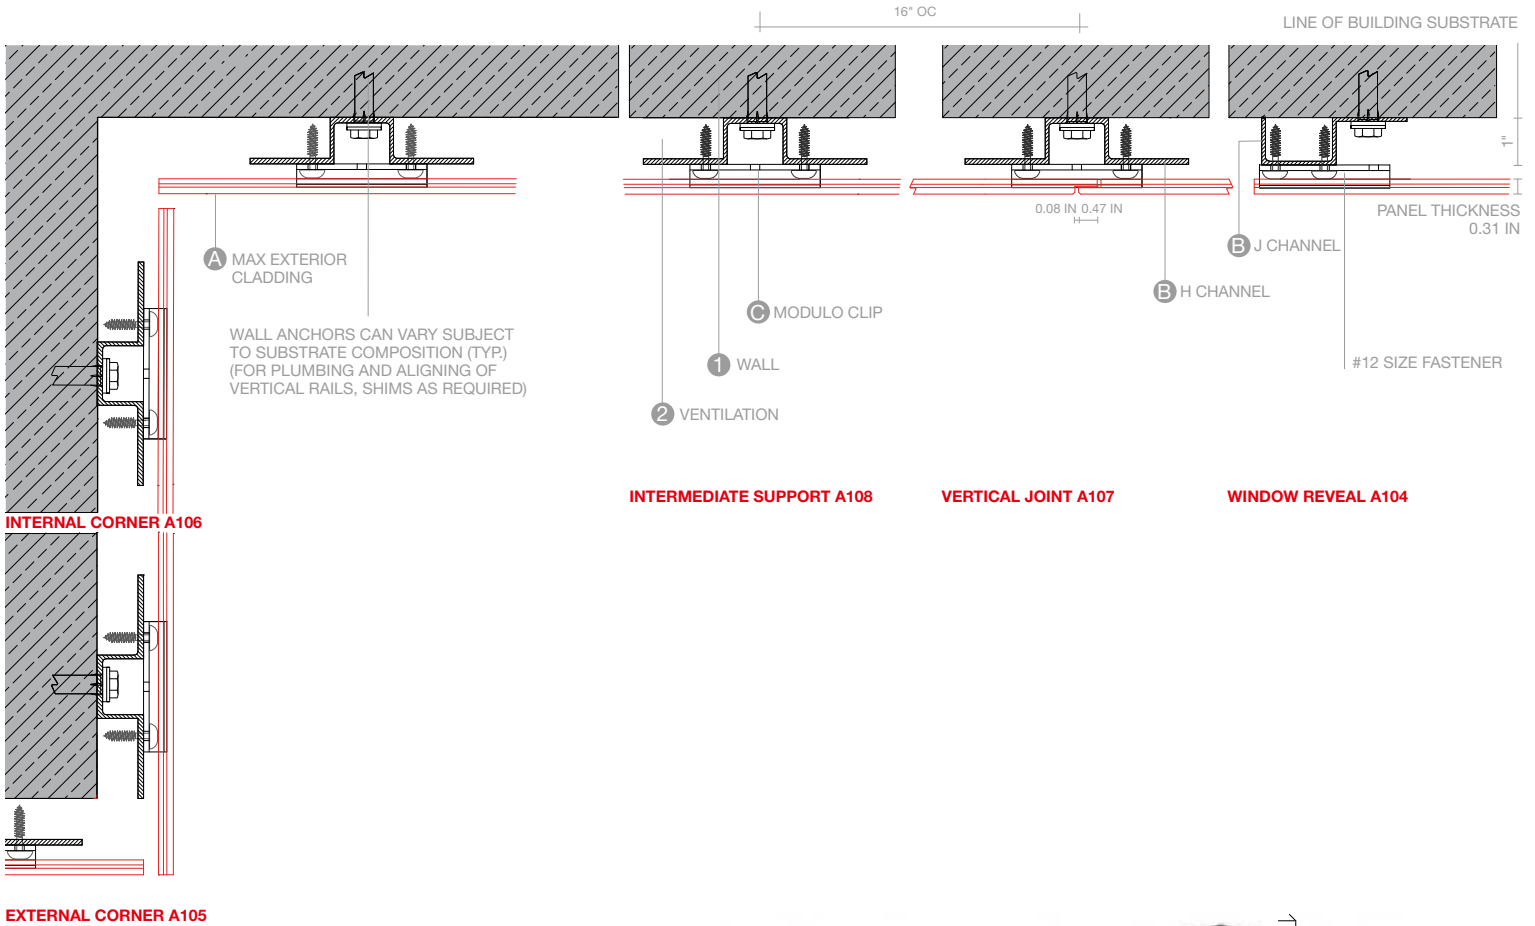 16" OC
LINE OF BUILDING SUBSTRATE
1"
0.08 IN 0.47 IN
PANEL THICKNESS
0.31 IN
A MAX EXTERIOR
CLADDING
B J CHANNEL
B H CHANNEL
C MODULO CLIP
WALL ANCHORS CAN VARY SUBJECT
TO SUBSTRATE COMPOSITION (TYP.)
(FOR PLUMBING AND ALIGNING OF
VERTICAL RAILS, SHIMS AS REQUIRED)
1 WALL
#12 SIZE FASTENER
2 VENTILATION
INTERMEDIATE SUPPORT A108
VERTICAL JOINT A107
WINDOW REVEAL A104
INTERNAL CORNER A106
EXTERNAL CORNER A105